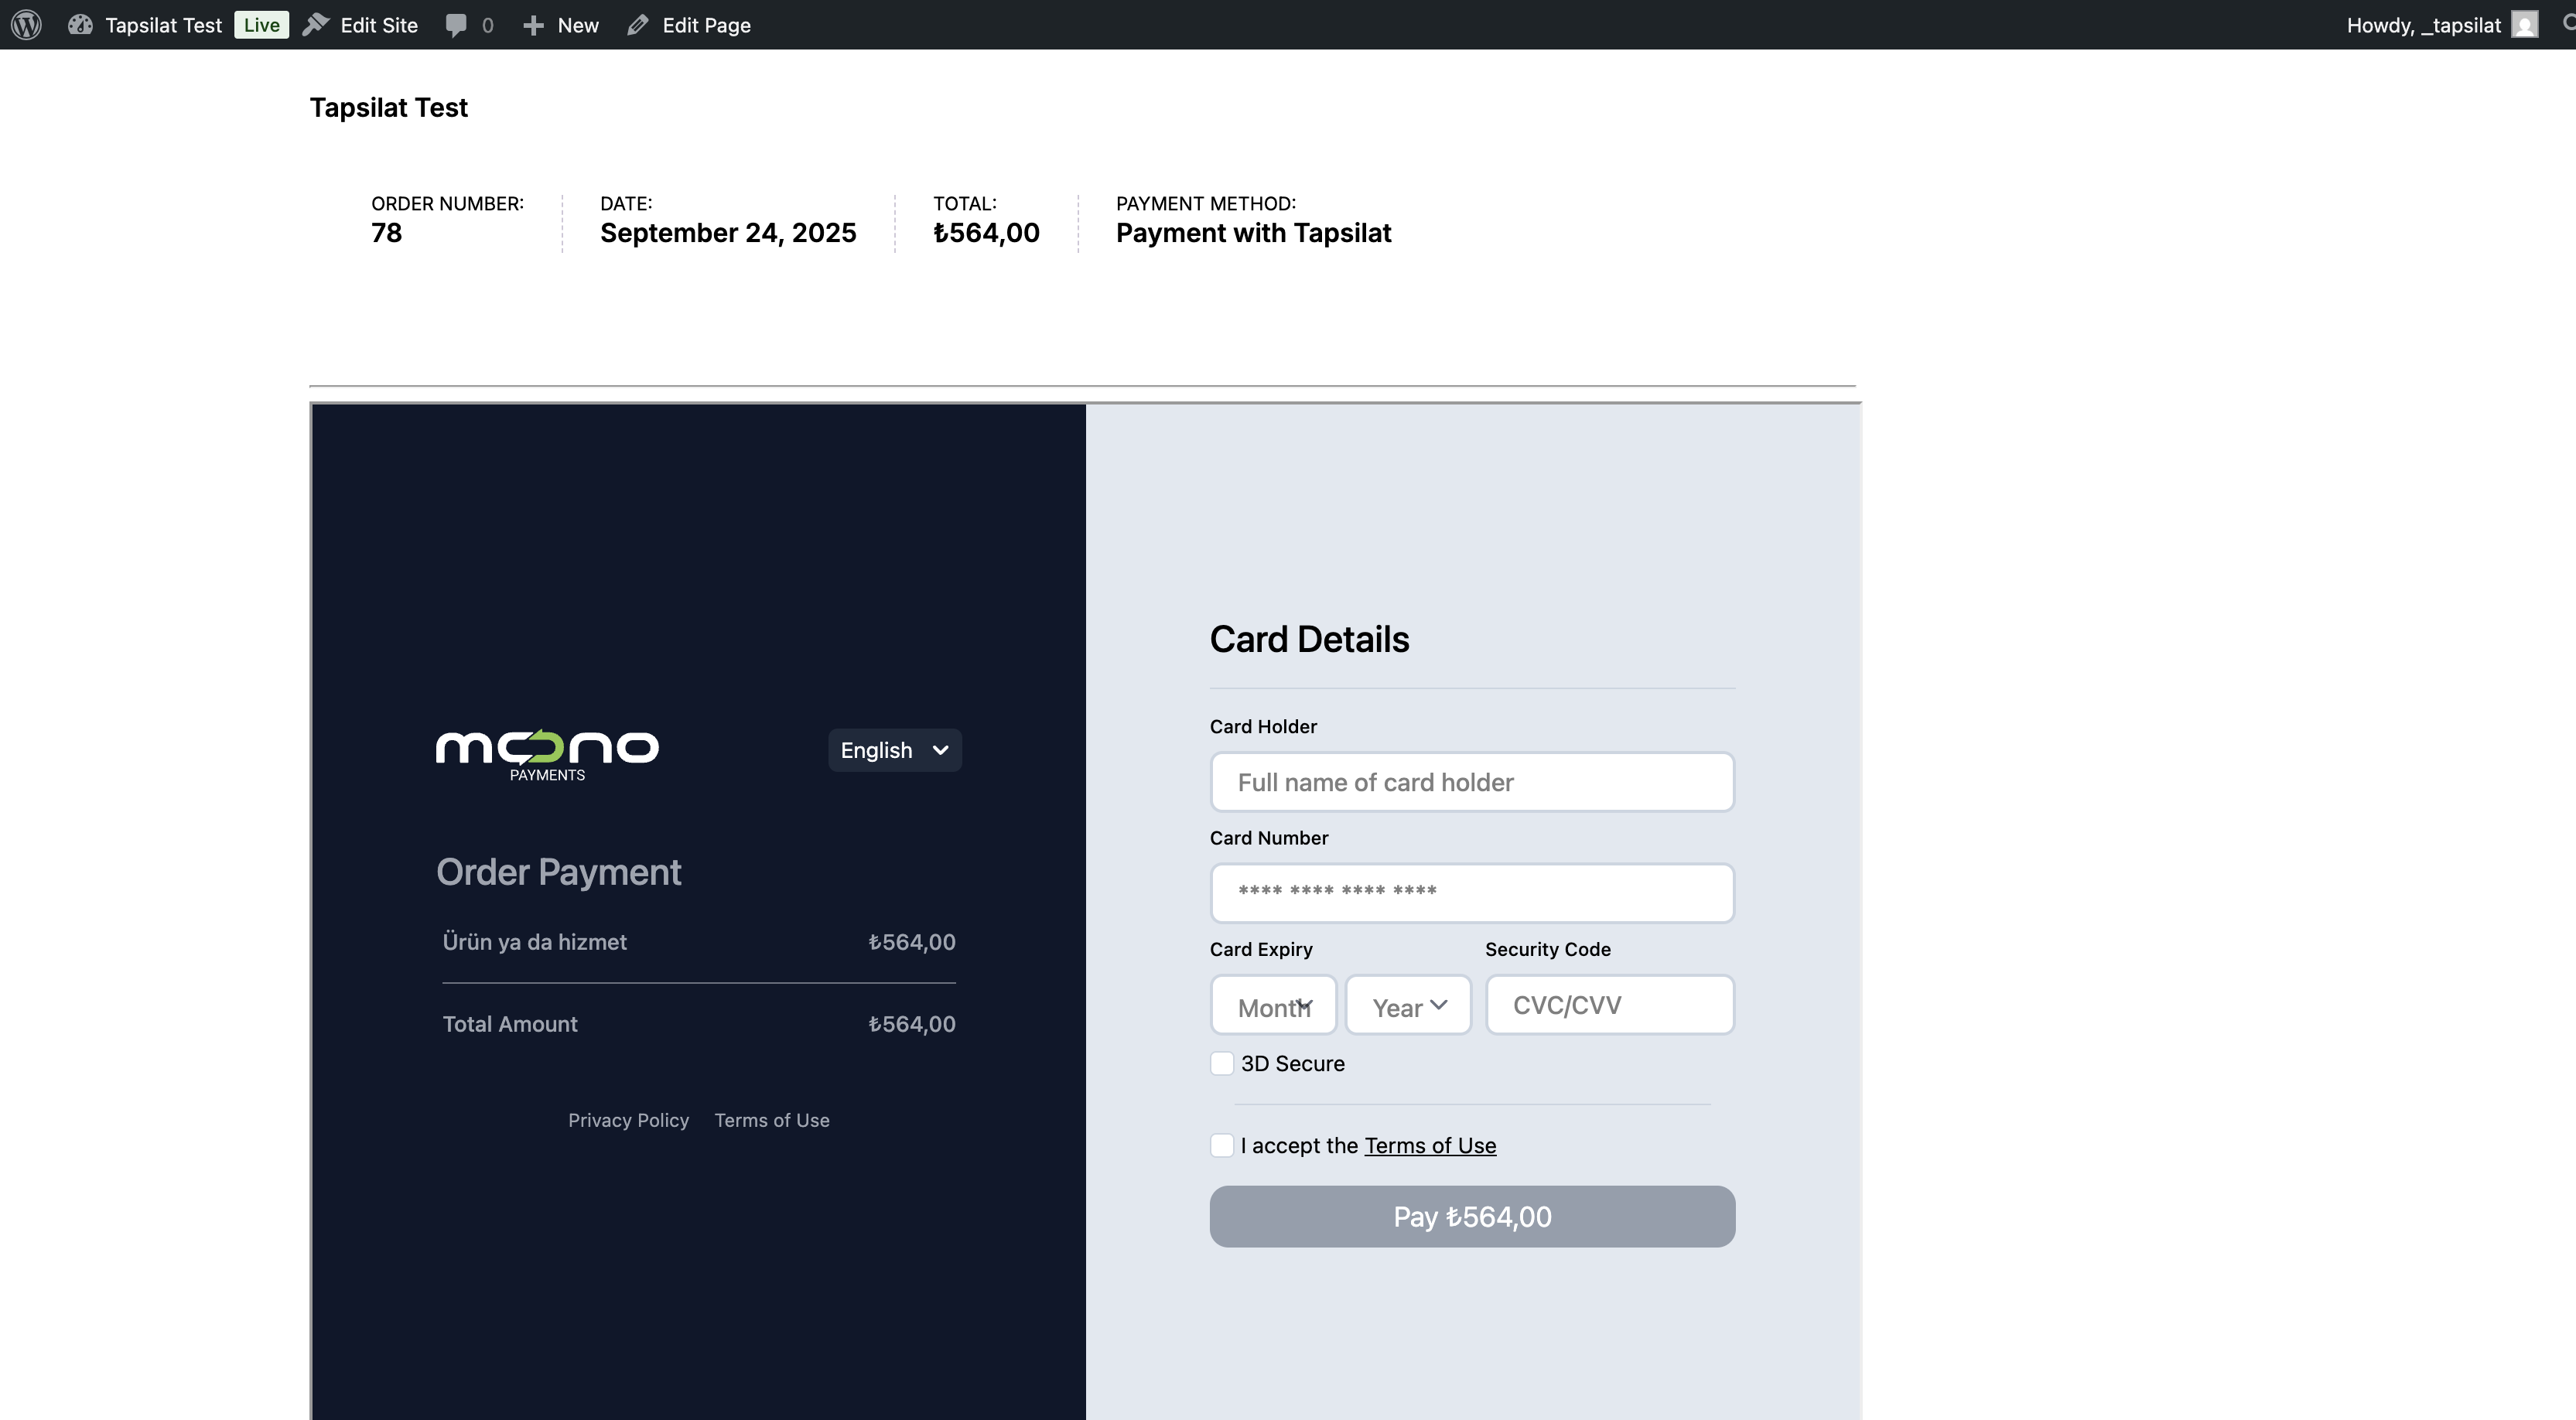 Tapsilat Test Live Edit Site 0 New Edit Page Howdy, _tapsilat
Tapsilat Test
ORDER NUMBER:
78
DATE:
September 24, 2025
TOTAL:
₺564,00
PAYMENT METHOD:
Payment with Tapsilat
moono
PAYMENTS
English
Order Payment
Ürün ya da hizmet ₺564,00
Total Amount ₺564,00
Privacy Policy Terms of Use
Card Details
Card Holder
Full name of card holder
Card Number
**** **** **** ****
Card Expiry Security Code
Month Year CVC/CVV
3D Secure
I accept the Terms of Use
Pay ₺564,00